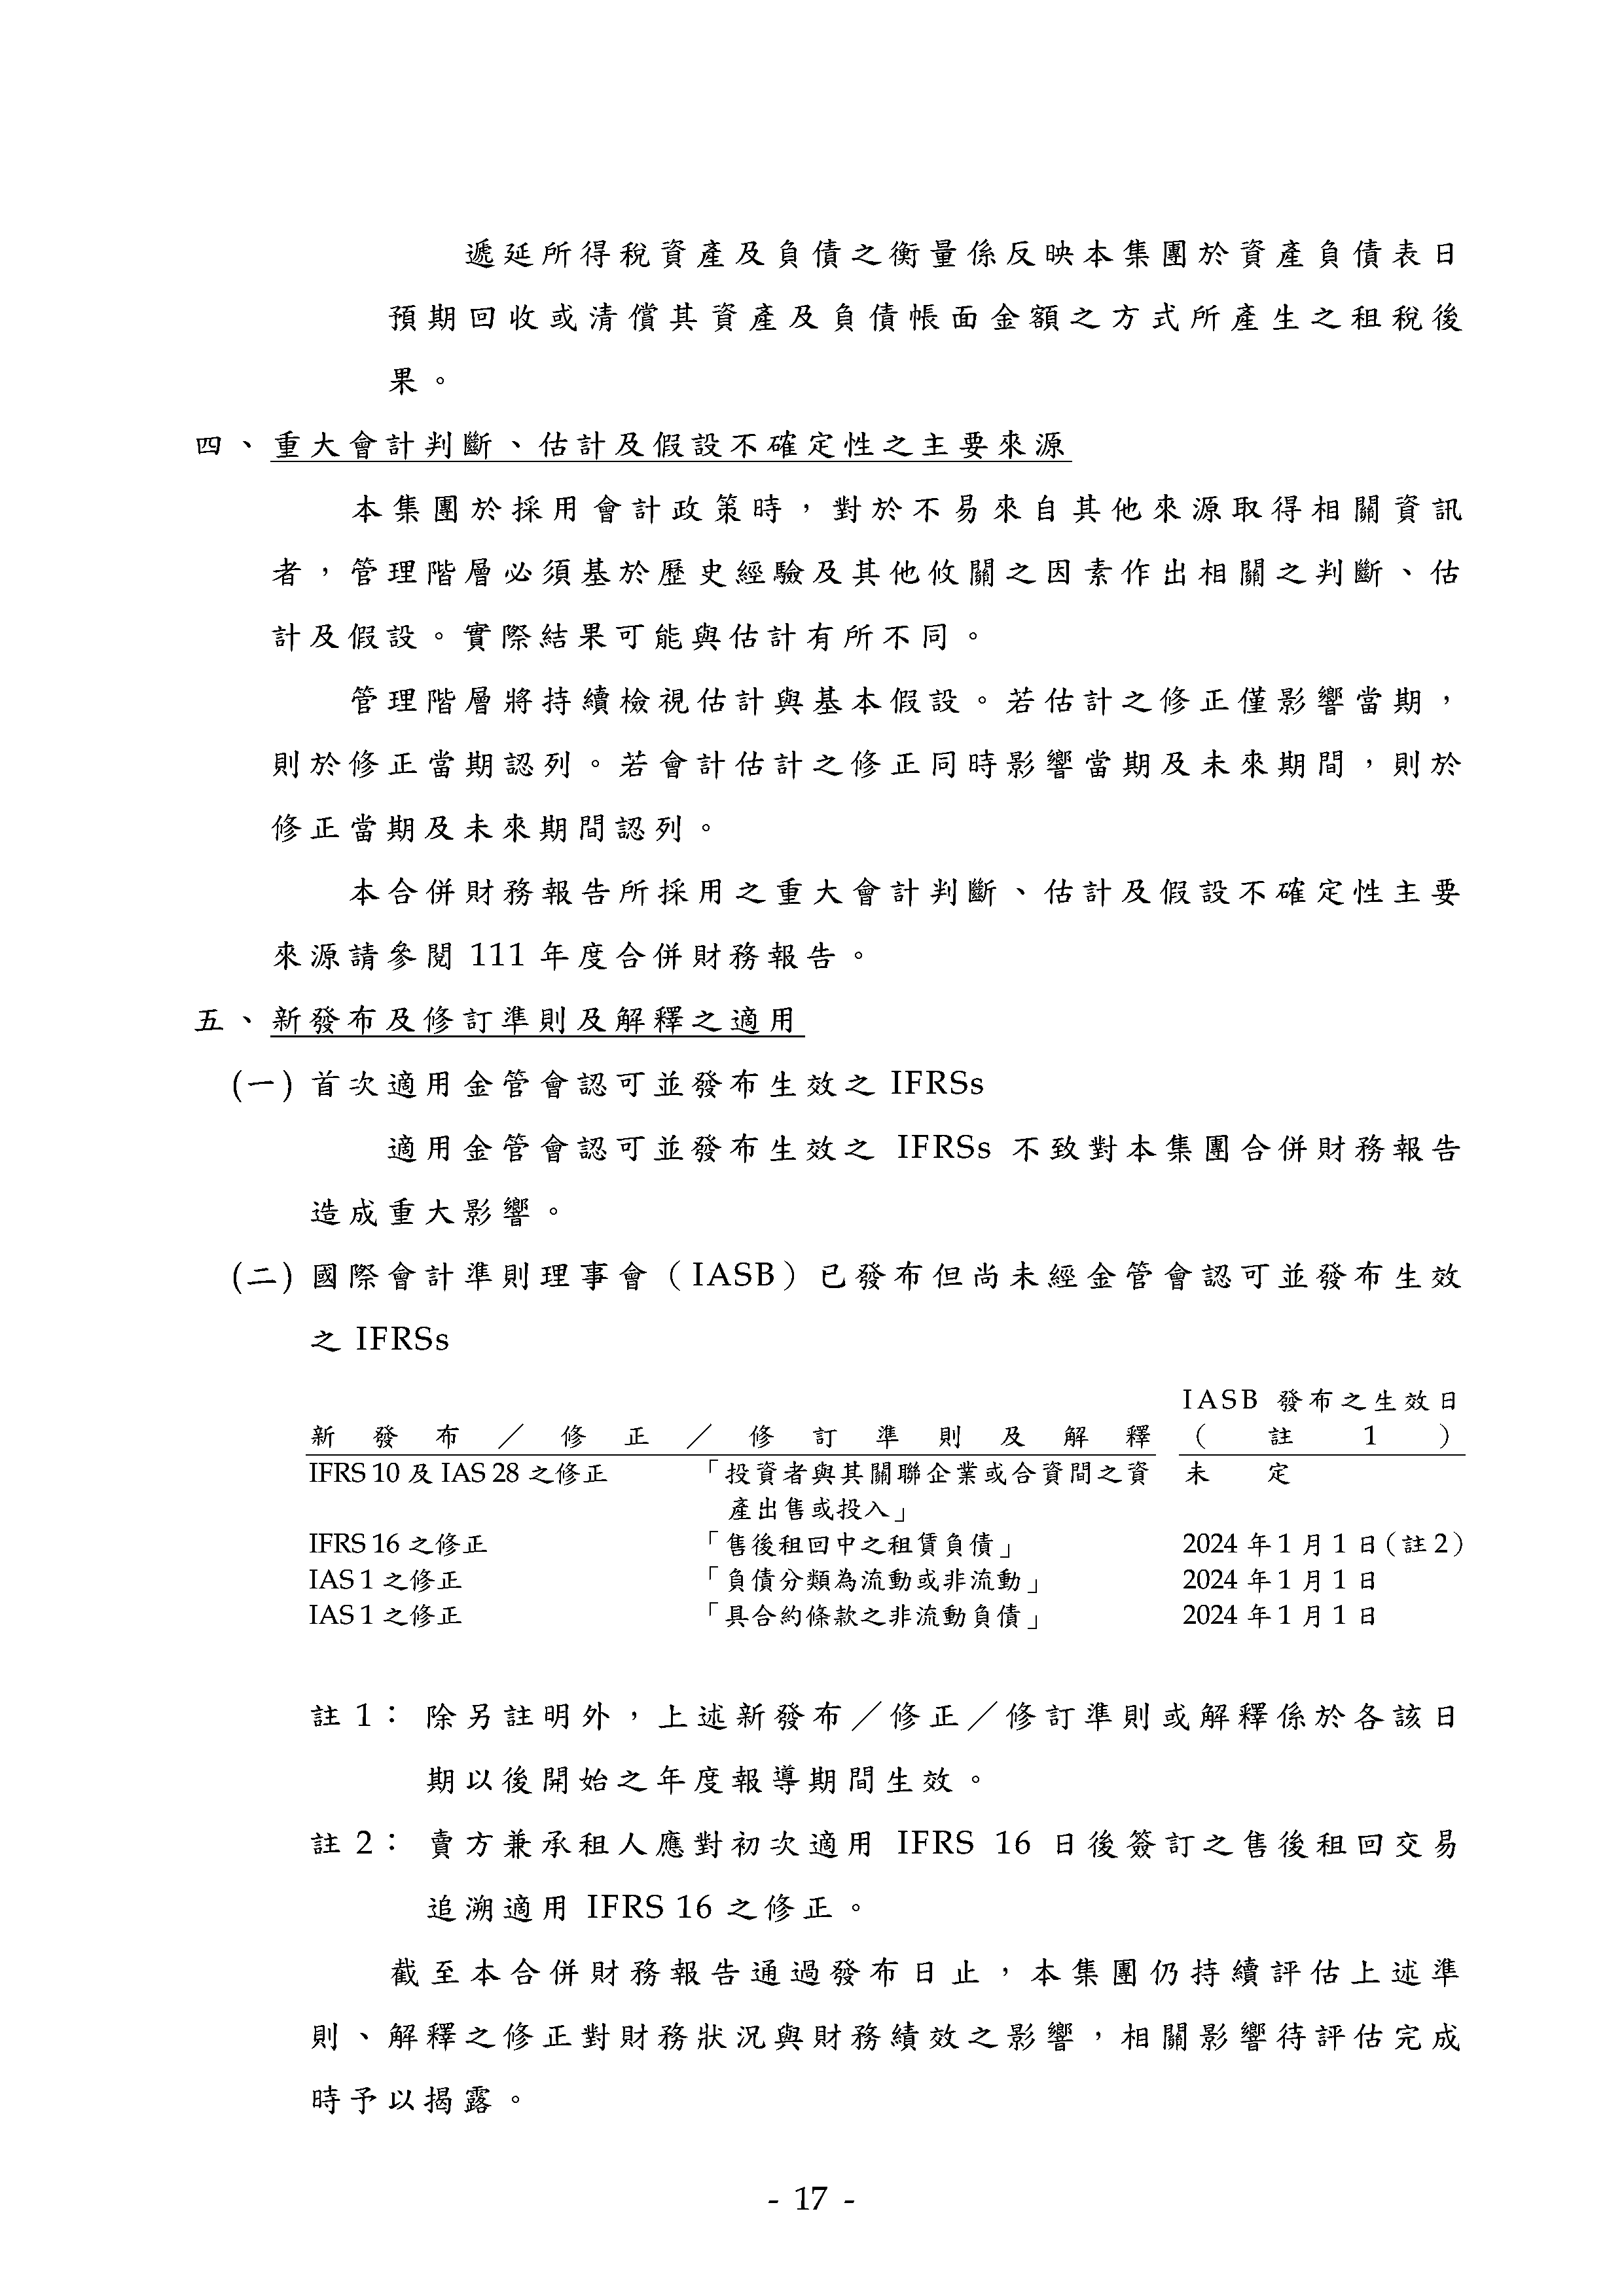 遞延所得稅資產及負債之衡量係反映本集團於資產負債表日
預期回收或清償其資產及負債帳面金額之方式所產生之租稅後
果。
四、重大會計判斷、估計及假設不確定性之主要來源
本集團於採用會計政策時，對於不易來自其他來源取得相關資訊
者，管理階層必須基於歷史經驗及其他攸關之因素作出相關之判斷、估
計及假設。實際結果可能與估計有所不同。
管理階層將持續檢視估計與基本假設。若估計之修正僅影響當期，
則於修正當期認列。若會計估計之修正同時影響當期及未來期間，則於
修正當期及未來期間認列。
本合併財務報告所採用之重大會計判斷、估計及假設不確定性主要
來源請參閱 111 年度合併財務報告。
五、新發布及修訂準則及解釋之適用
(一) 首次適用金管會認可並發布生效之 IFRSs
適用金管會認可並發布生效之 IFRSs 不致對本集團合併財務報告
造成重大影響。
(二) 國際會計準則理事會（IASB）已發布但尚未經金管會認可並發布生效
之 IFRSs
IASB 發布之生效日
新發布／修正／修訂準則及解釋 （註1）
IFRS 10 及 IAS 28 之修正 「投資者與其關聯企業或合資間之資 未定
產出售或投入」
IFRS 16 之修正 「售後租回中之租賃負債」 2024 年 1 月 1 日（註 2）
IAS 1 之修正 「負債分類為流動或非流動」 2024 年 1 月 1 日
IAS 1 之修正 「具合約條款之非流動負債」 2024 年 1 月 1 日
註 1： 除另註明外，上述新發布／修正／修訂準則或解釋係於各該日
期以後開始之年度報導期間生效。
註 2： 賣方兼承租人應對初次適用 IFRS 16 日後簽訂之售後租回交易
追溯適用 IFRS 16 之修正。
截至本合併財務報告通過發布日止，本集團仍持續評估上述準
則、解釋之修正對財務狀況與財務績效之影響，相關影響待評估完成
時予以揭露。
- 17 -